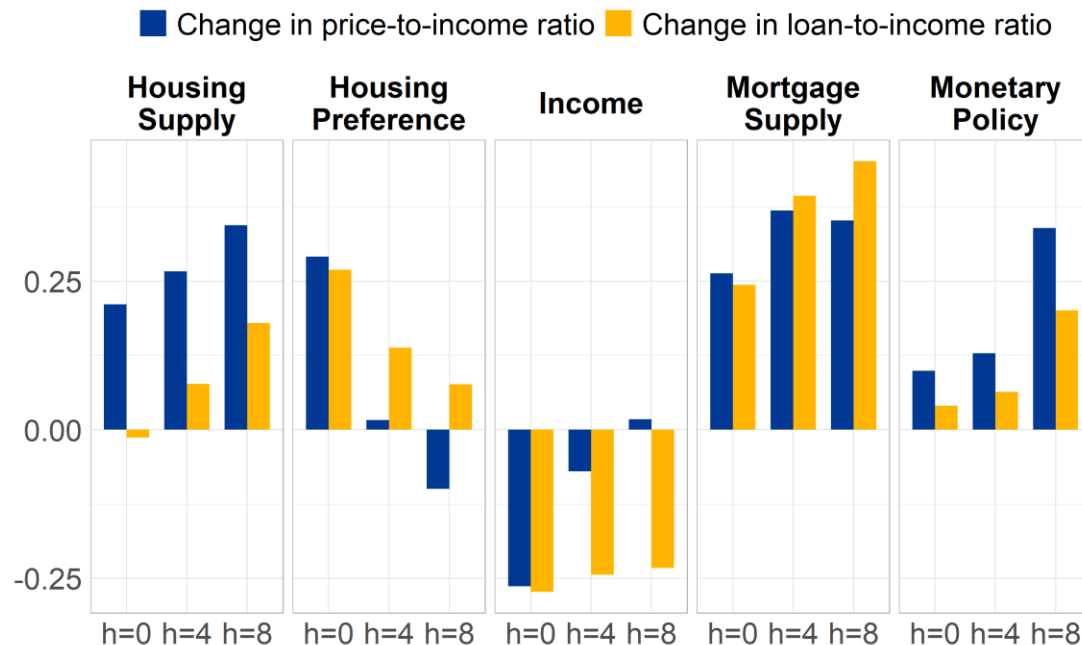 Change in price-to-income ratio Change in loan-to-income ratio
Housing Supply
Housing Preference
Income
Mortgage Supply
Monetary Policy
0.25
0.00
-0.25
h=0 h=4 h=8 h=0 h=4 h=8 h=0 h=4 h=8 h=0 h=4 h=8 h=0 h=4 h=8